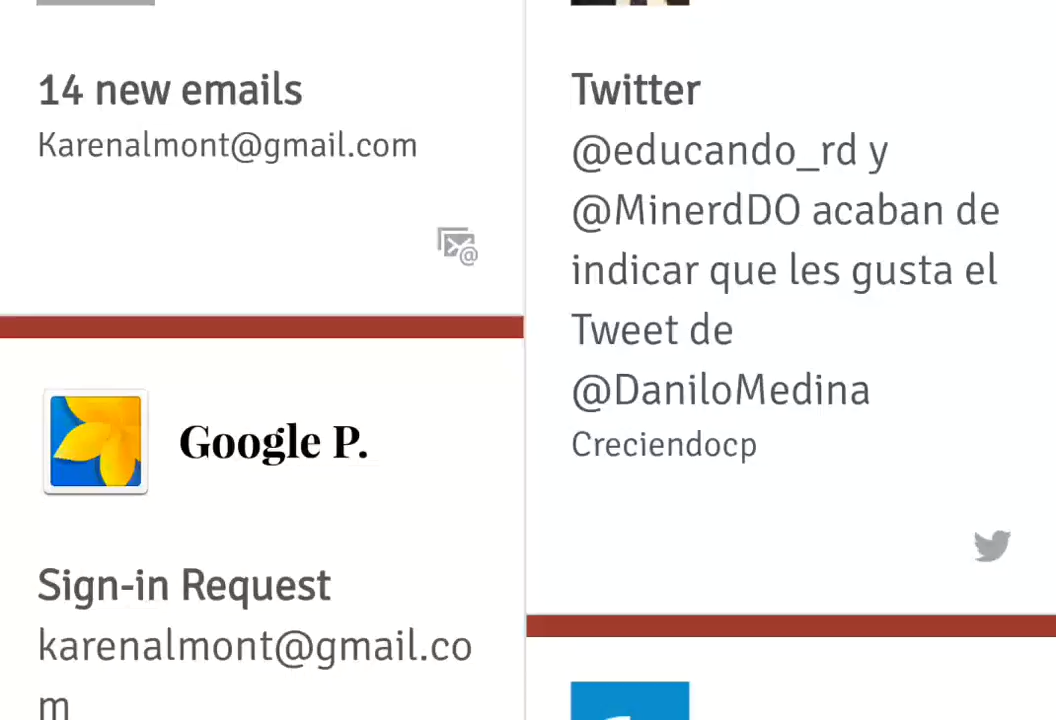 14 new emails
Karenalmont@gmail.com
Google P.
Sign-in Request
karenalmont@gmail.co
m
Twitter
@educando_rd y
@MinerdDO acaban de
indicar que les gusta el
Tweet de
@DaniloMedina
Creciendocp